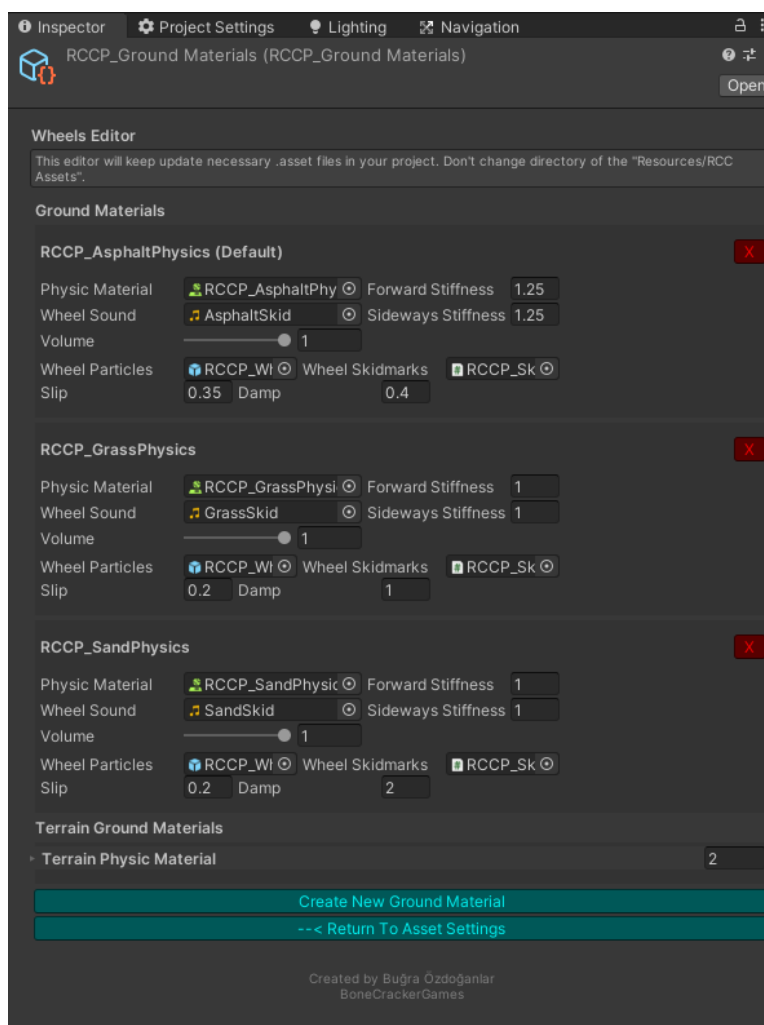 Inspector Project Settings Lighting Navigation
RCCP_Ground Materials (RCCP_Ground Materials)
Open
Wheels Editor
This editor will keep update necessary .asset files in your project. Don't change directory of the "Resources/RCC
Assets".
Ground Materials
RCCP_AsphaltPhysics (Default) X
Physic Material RCCP_AsphaltPhy Forward Stiffness 1.25
Wheel Sound AsphaltSkid Sideways Stiffness 1.25
Volume 1
Wheel Particles RCCP_Wh Wheel Skidmarks RCCP_Sk
Slip 0.35 Damp 0.4
RCCP_GrassPhysics X
Physic Material RCCP_GrassPhysi Forward Stiffness 1
Wheel Sound GrassSkid Sideways Stiffness 1
Volume 1
Wheel Particles RCCP_Wh Wheel Skidmarks RCCP_Sk
Slip 0.2 Damp 1
RCCP_SandPhysics X
Physic Material RCCP_SandPhysic Forward Stiffness 1
Wheel Sound SandSkid Sideways Stiffness 1
Volume 1
Wheel Particles RCCP_Wh Wheel Skidmarks RCCP_Sk
Slip 0.2 Damp 2
Terrain Ground Materials
Terrain Physic Material 2
Create New Ground Material
--< Return To Asset Settings
Created by Buğra Özdoğanlar
BoneCrackerGames